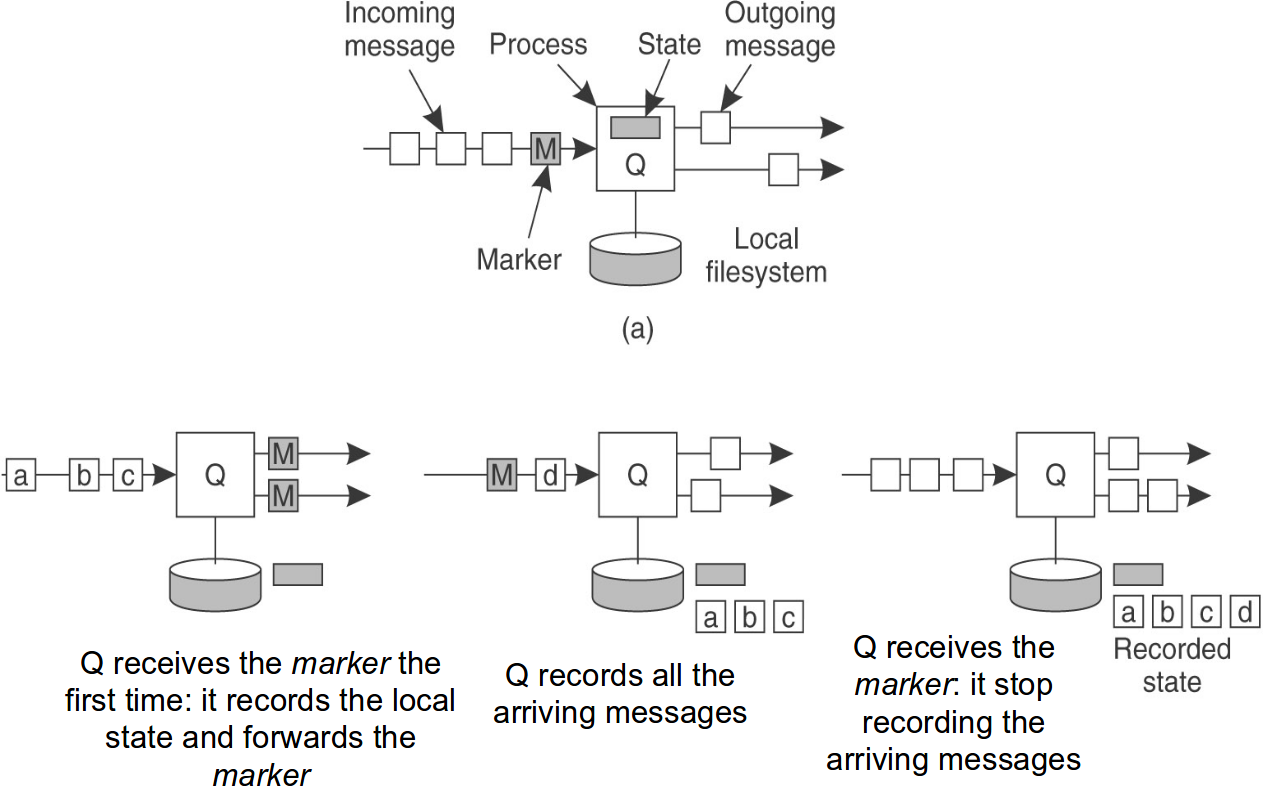 Incoming
message
Process
State
Outgoing
message
M
Q
Marker
Local
filesystem
(a)
a b c Q M
M
Q receives the marker the
first time: it records the local
state and forwards the
marker
M d Q
a b c
Q records all the
arriving messages
Q
a b c d
Recorded
state
Q receives the
marker: it stop
recording the
arriving messages